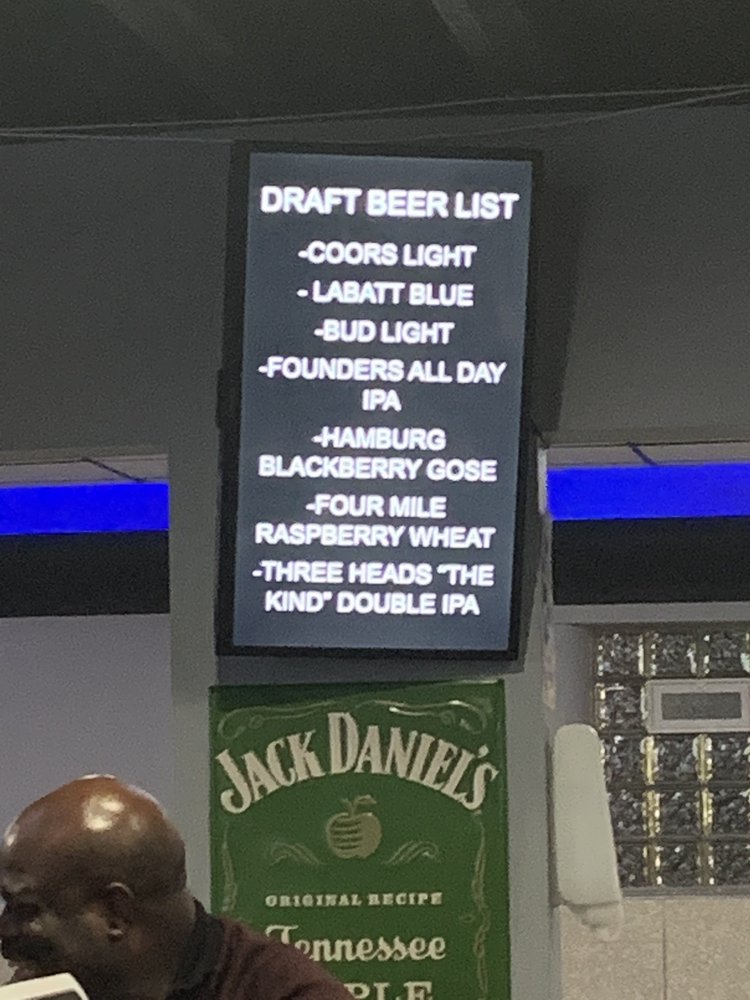 DRAFT BEER LIST
-COORS LIGHT
- LABATT BLUE
-BUD LIGHT
-FOUNDERS ALL DAY
IPA
-HAMBURG
BLACKBERRY GOSE
-FOUR MILE
RASPBERRY WHEAT
-THREE HEADS "THE
KIND" DOUBLE IPA
JACK DANIEL'S
ORIGINAL RECIPE
Tennessee